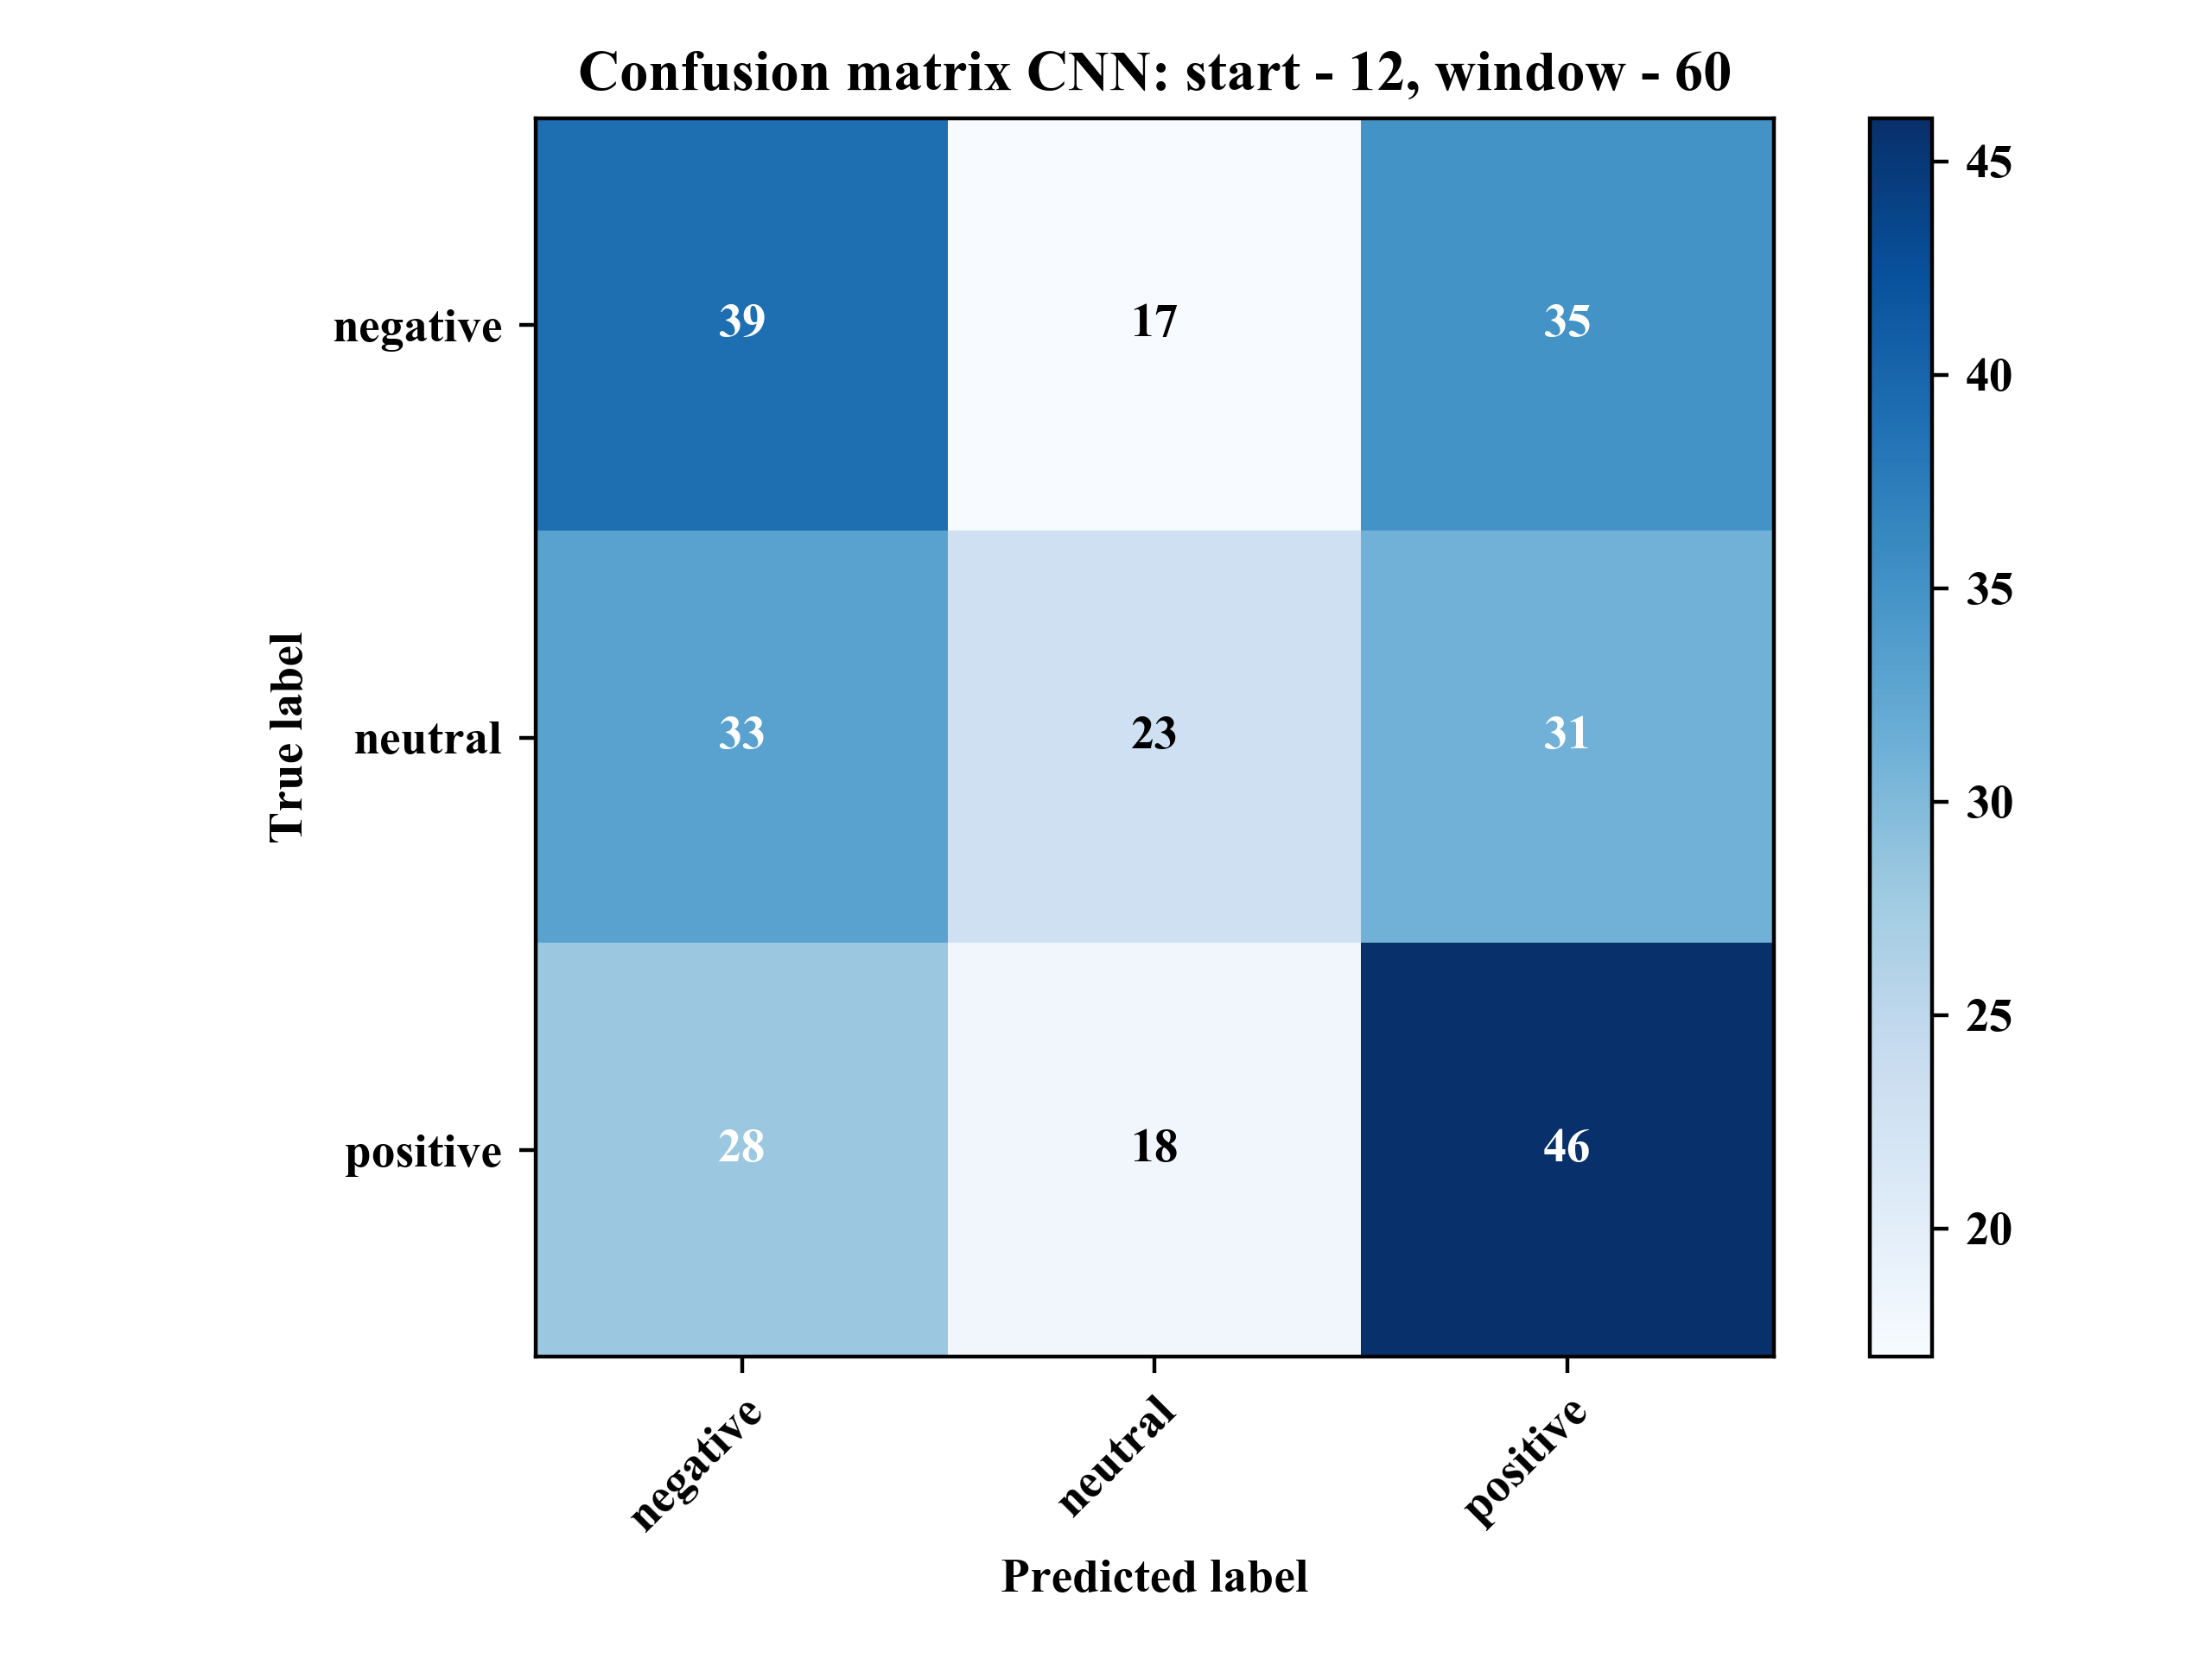 Confusion matrix CNN: start - 12, window - 60
45
negative 39 17 35
40
35
True label
neutral 33 23 31
30
25
positive 28 18 46
20
negative neutral positive
Predicted label